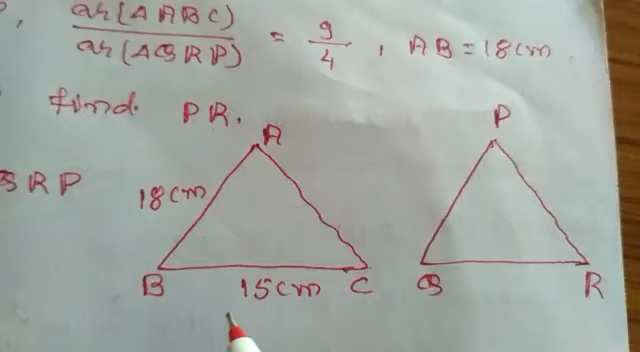 ar(ΔABC)
ar(ΔQRP) = 9/4, AB = 18cm
find PR.
QRP
A
18cm
B 15cm C
P
Q R